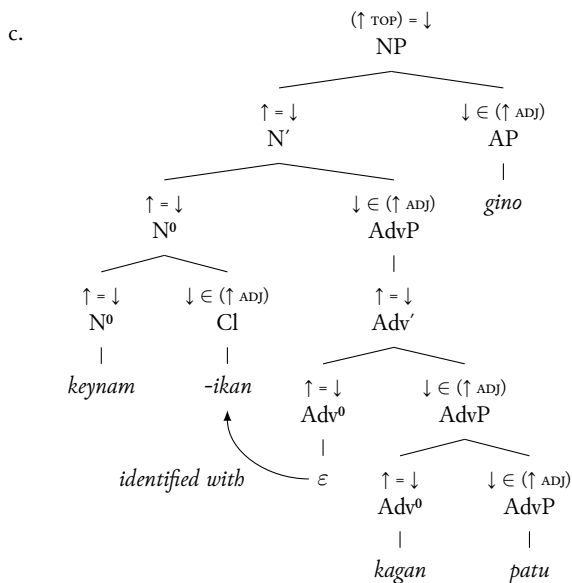 c.
(↑ TOP) = ↓
NP
↑ = ↓ ↓ ∈ (↑ ADJ)
N′ AP
gino
↑ = ↓ ↓ ∈ (↑ ADJ)
N⁰ AdvP
↑ = ↓ ↓ ∈ (↑ ADJ) ↑ = ↓
N⁰ Cl Adv′
keynam -ikan ↑ = ↓ ↓ ∈ (↑ ADJ)
Adv⁰ AdvP
identified with ε ↑ = ↓ ↓ ∈ (↑ ADJ)
Adv⁰ AdvP
kagan patu